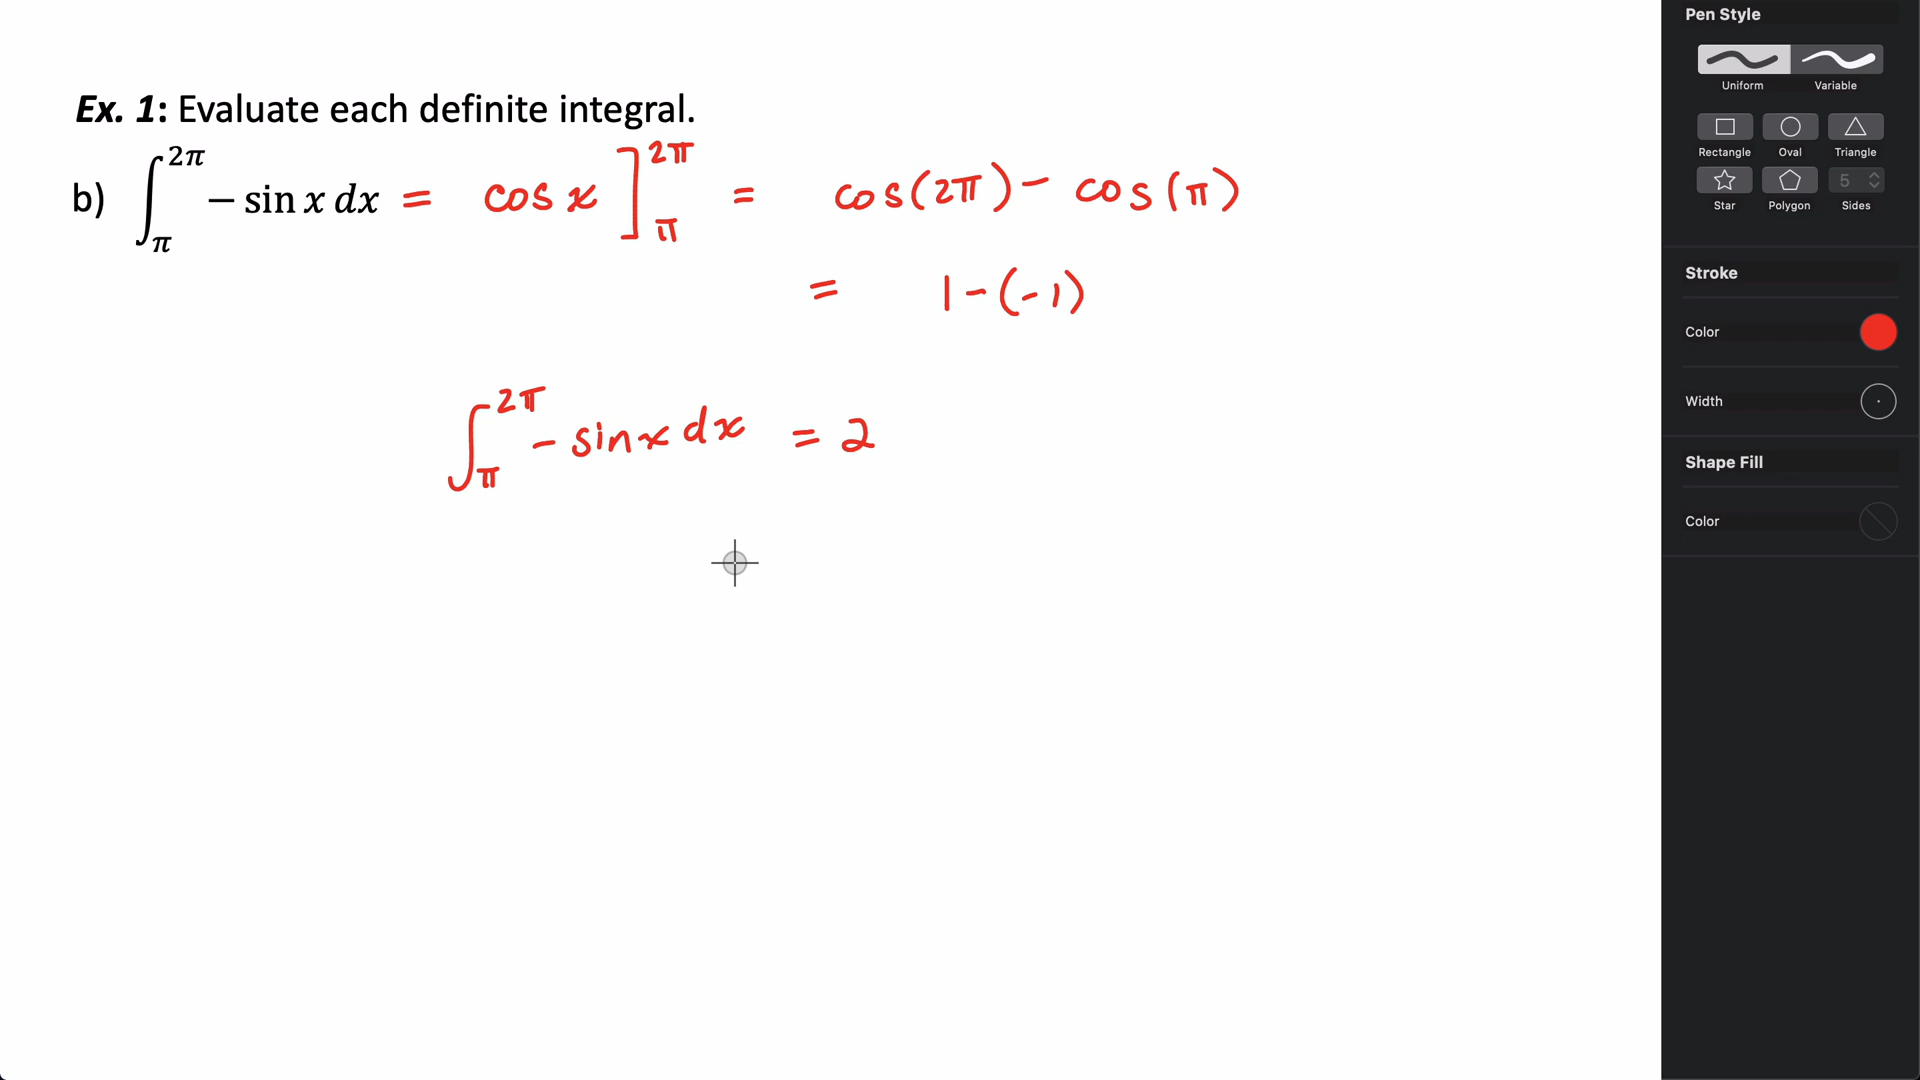 Ex. 1: Evaluate each definite integral.
b) ∫_π^{2π} − sin x dx = cos x ]_π^{2π} = cos(2π) − cos(π)
= 1 − (−1)
∫_π^{2π} − sin x dx = 2
Pen Style
Uniform Variable
Rectangle Oval Triangle
5
Star Polygon Sides
Stroke
Color
Width
Shape Fill
Color